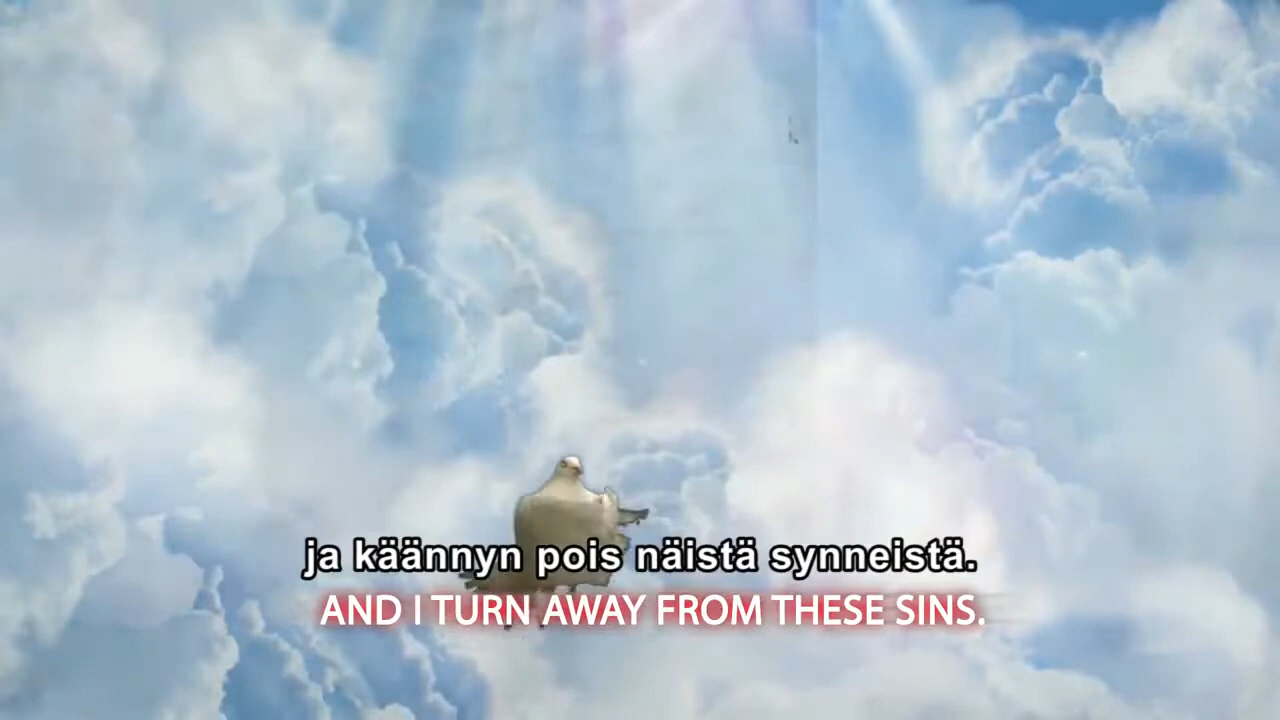 ja käännyn pois näistä synneistä.
AND I TURN AWAY FROM THESE SINS.